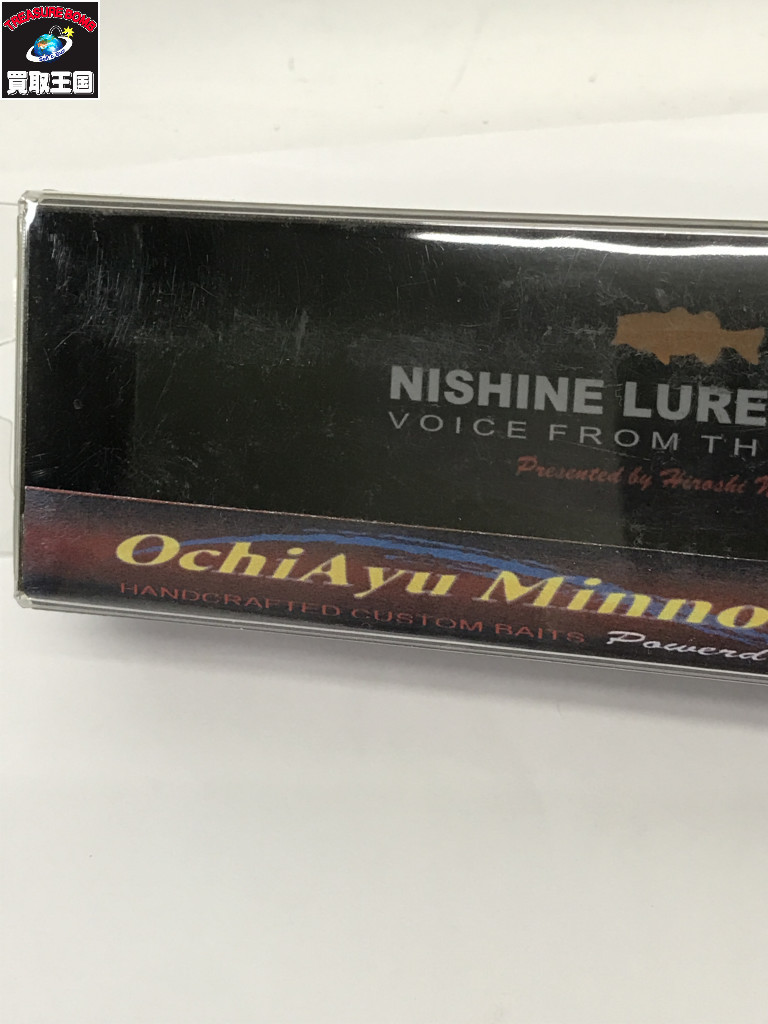 TREASURE BOMB
買取王国
NISHINE LURE
VOICE FROM TH
Presented by Hiroshi N
OchiAyu Minno
HANDCRAFTED CUSTOM BAITS
Powerd